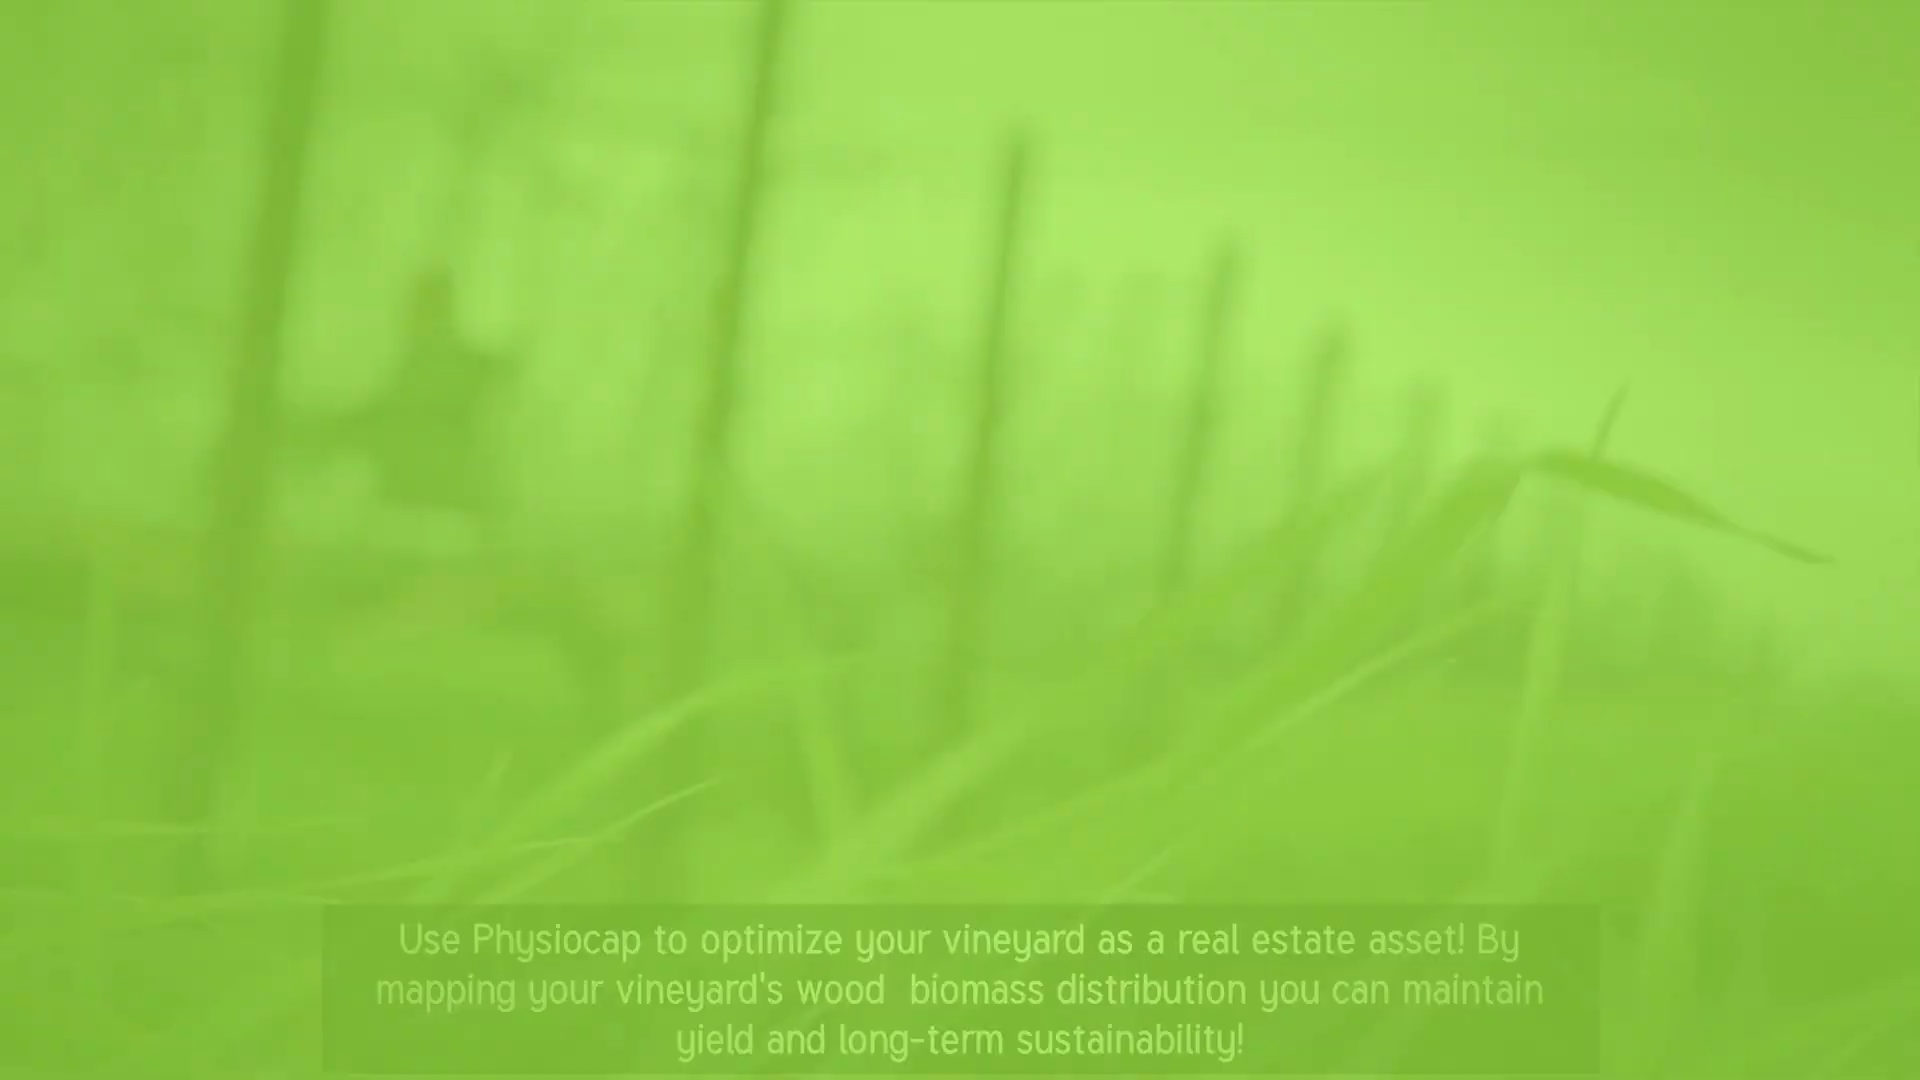 Use Physiocap to optimize your vineyard as a real estate asset! By
mapping your vineyard's wood  biomass distribution you can maintain
yield and long-term sustainability!